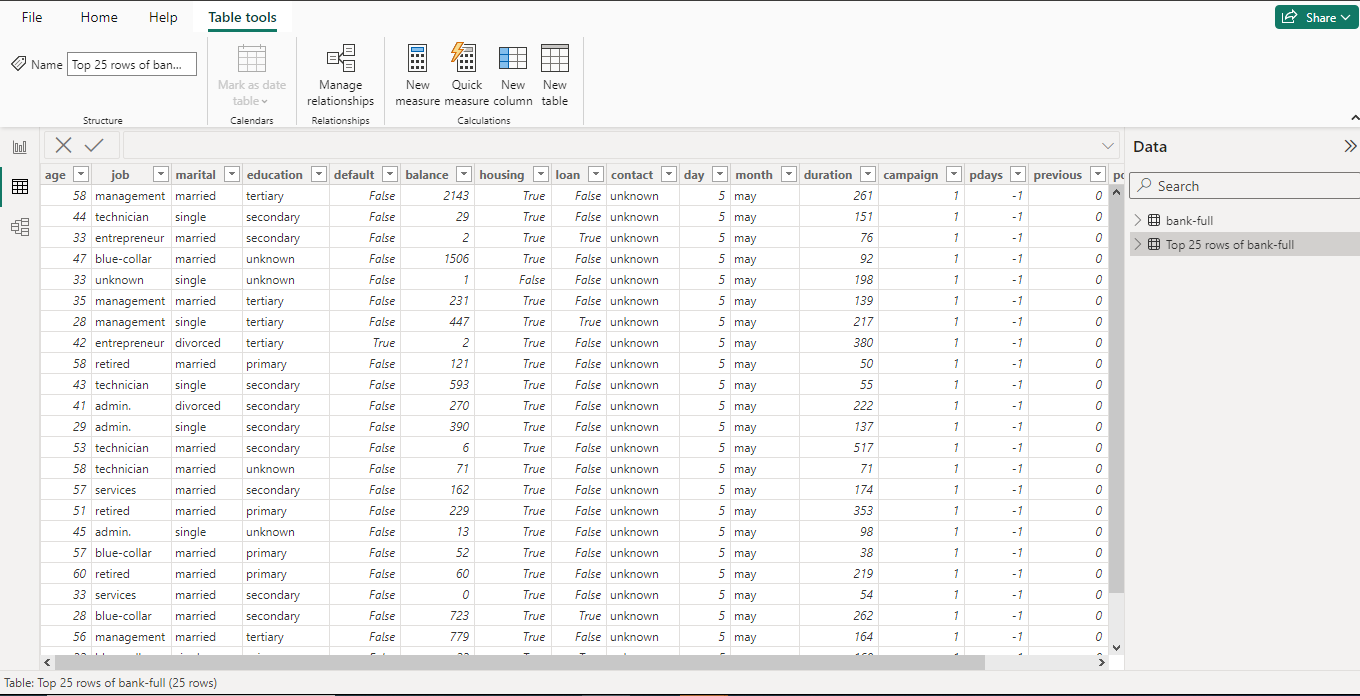 File Home Help Table tools Share
Name Top 25 rows of ban...
Mark as date table
Manage relationships
New measure
Quick measure
New column
New table
Structure Calendars Relationships Calculations
Data
Search
bank-full
Top 25 rows of bank-full
age job marital education default balance housing loan contact day month duration campaign pdays previous
58 management married tertiary False 2143 True False unknown 5 may 261 1 -1 0
44 technician single secondary False 29 True False unknown 5 may 151 1 -1 0
33 entrepreneur married secondary False 2 True True unknown 5 may 76 1 -1 0
47 blue-collar married unknown False 1506 True False unknown 5 may 92 1 -1 0
33 unknown single unknown False 1 False False unknown 5 may 198 1 -1 0
35 management married tertiary False 231 True False unknown 5 may 139 1 -1 0
28 management single tertiary False 447 True True unknown 5 may 217 1 -1 0
42 entrepreneur divorced tertiary True 2 True False unknown 5 may 380 1 -1 0
58 retired married primary False 121 True False unknown 5 may 50 1 -1 0
43 technician single secondary False 593 True False unknown 5 may 55 1 -1 0
41 admin. divorced secondary False 270 True False unknown 5 may 222 1 -1 0
29 admin. single secondary False 390 True False unknown 5 may 137 1 -1 0
53 technician married secondary False 6 True False unknown 5 may 517 1 -1 0
58 technician married unknown False 71 True False unknown 5 may 71 1 -1 0
57 services married secondary False 162 True False unknown 5 may 174 1 -1 0
51 retired married primary False 229 True False unknown 5 may 353 1 -1 0
45 admin. single unknown False 13 True False unknown 5 may 98 1 -1 0
57 blue-collar married primary False 52 True False unknown 5 may 38 1 -1 0
60 retired married primary False 60 True False unknown 5 may 219 1 -1 0
33 services married secondary False 0 True False unknown 5 may 54 1 -1 0
28 blue-collar married secondary False 723 True True unknown 5 may 262 1 -1 0
56 management married tertiary False 779 True False unknown 5 may 164 1 -1 0
Table: Top 25 rows of bank-full (25 rows)